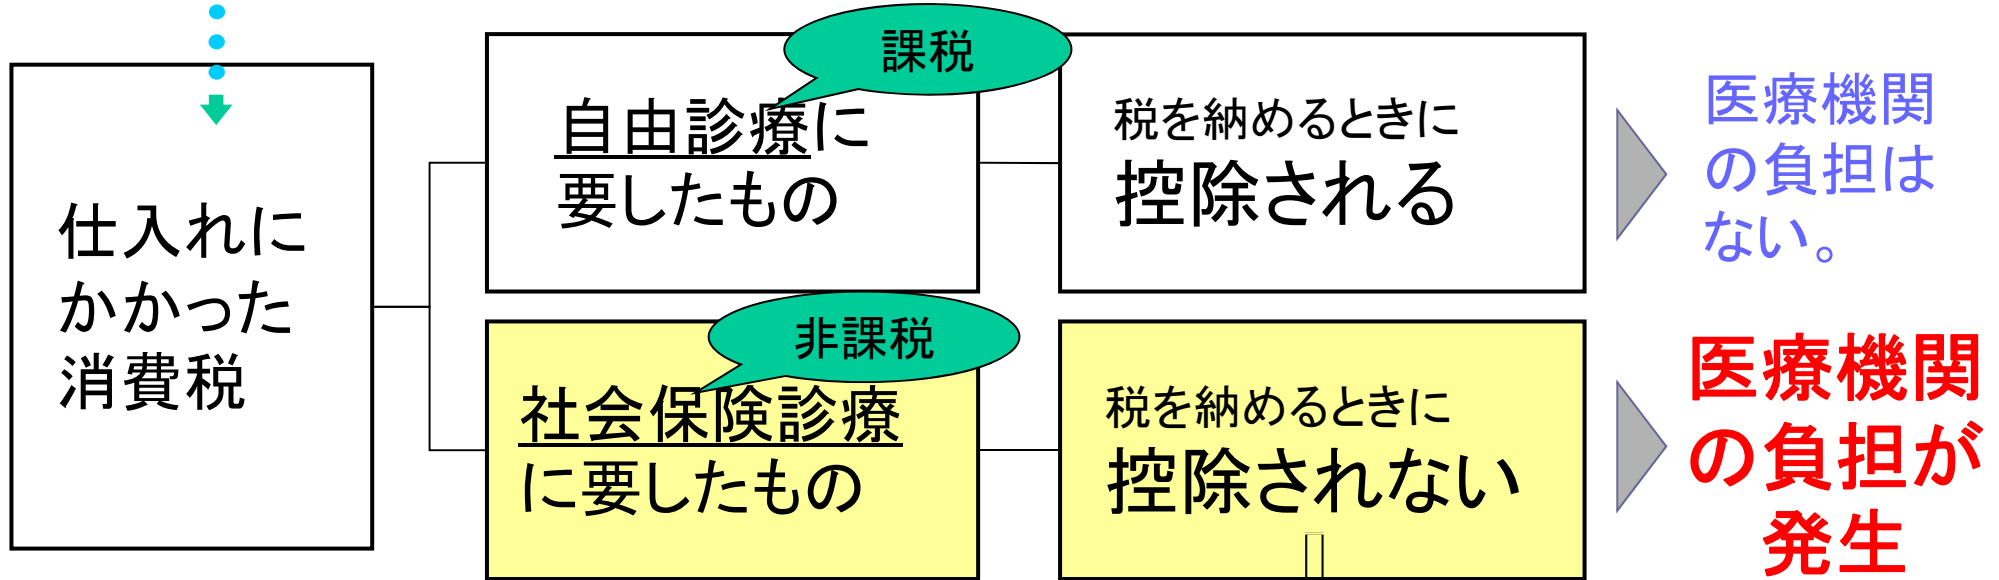 仕入れに
かかった
消費税
課税
自由診療に
要したもの
税を納めるときに
控除される
医療機関
の負担は
ない。
非課税
社会保険診療
に要したもの
税を納めるときに
控除されない
医療機関
の負担が
発生